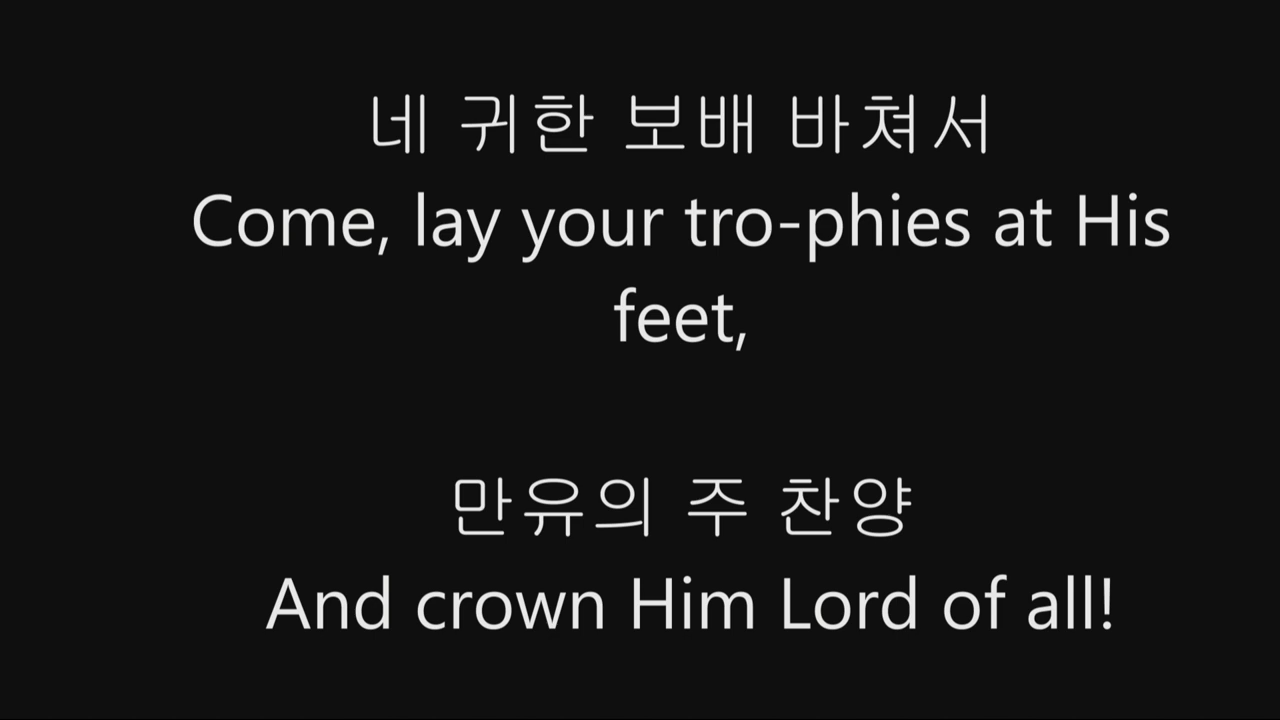 네 귀한 보배 바쳐서
Come, lay your tro-phies at His
feet,
만유의 주 찬양
And crown Him Lord of all!